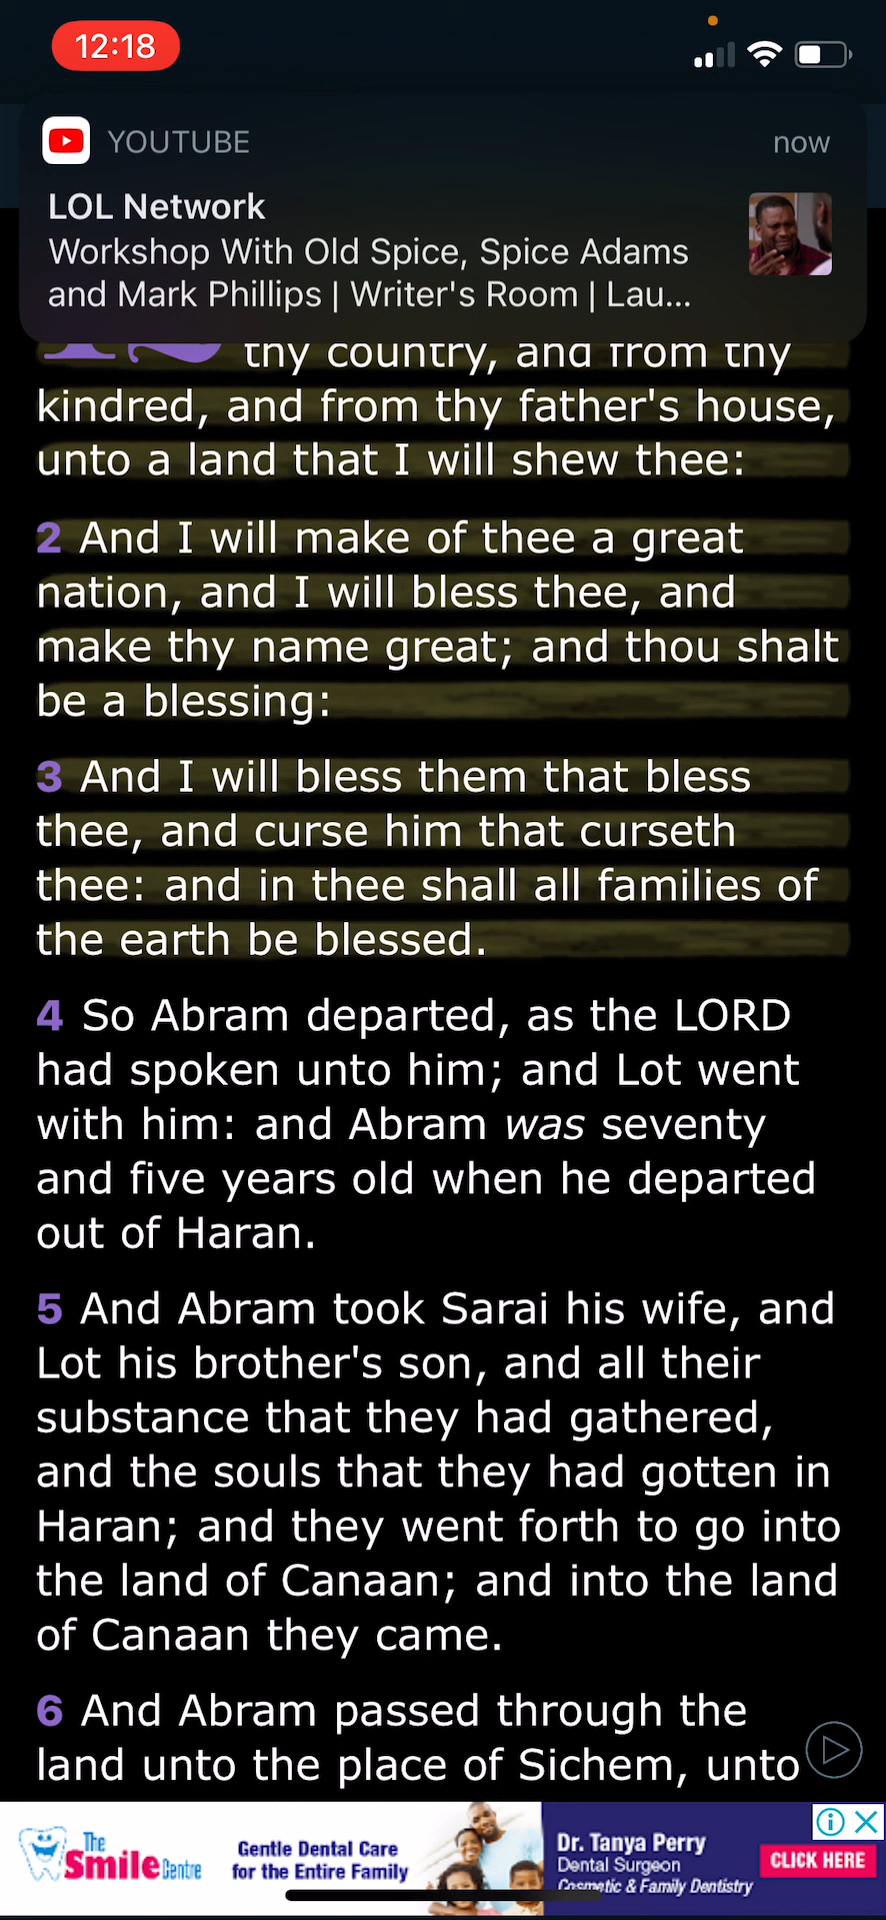 12:18
YOUTUBE
now
LOL Network
Workshop With Old Spice, Spice Adams
and Mark Phillips | Writer's Room | Lau...
thy country, and from thy
kindred, and from thy father's house,
unto a land that I will shew thee:
2 And I will make of thee a great
nation, and I will bless thee, and
make thy name great; and thou shalt
be a blessing:
3 And I will bless them that bless
thee, and curse him that curseth
thee: and in thee shall all families of
the earth be blessed.
4 So Abram departed, as the LORD
had spoken unto him; and Lot went
with him: and Abram was seventy
and five years old when he departed
out of Haran.
5 And Abram took Sarai his wife, and
Lot his brother's son, and all their
substance that they had gathered,
and the souls that they had gotten in
Haran; and they went forth to go into
the land of Canaan; and into the land
of Canaan they came.
6 And Abram passed through the
land unto the place of Sichem, unto
The
Smile Centre
Gentle Dental Care
for the Entire Family
Dr. Tanya Perry
Dental Surgeon
Cosmetic & Family Dentistry
CLICK HERE